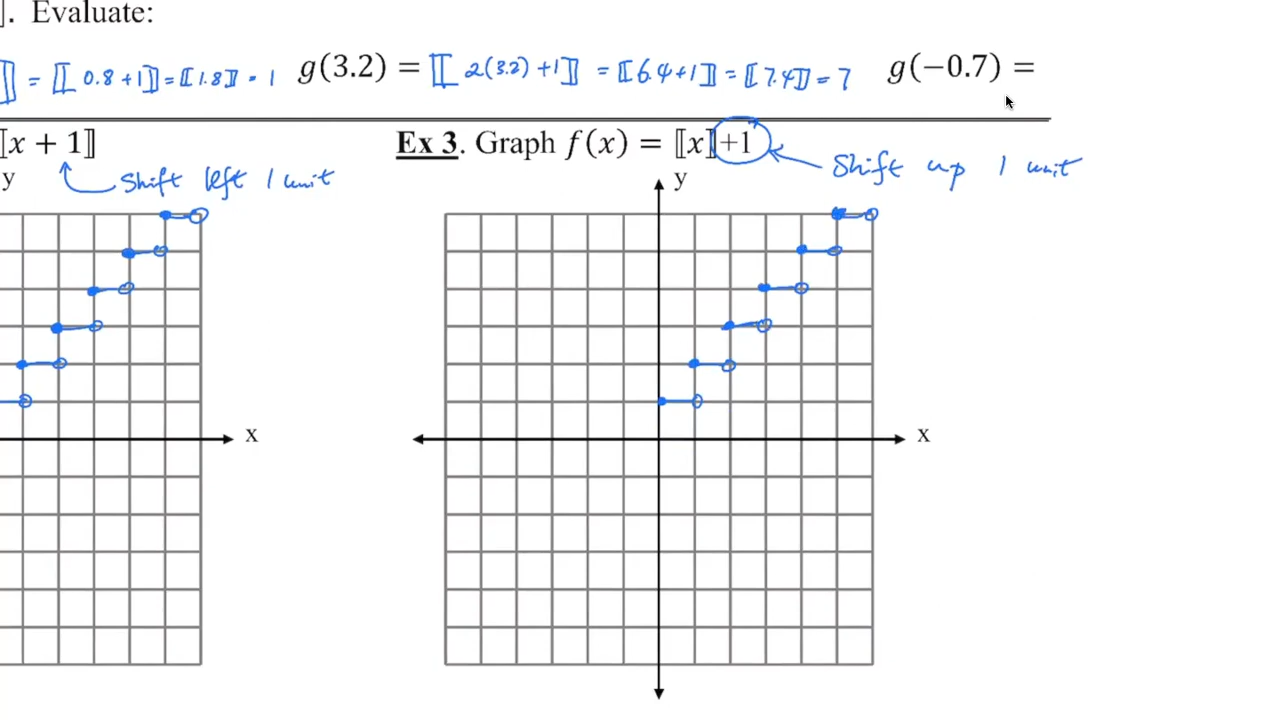 ]. Evaluate:
⟧ = ⟦0.8+1⟧=⟦1.8⟧=1 g(3.2) = ⟦2(3.2)+1⟧ =⟦6.4+1⟧=⟦7.4⟧=7 g(−0.7) =
⟦x + 1⟧
Shift left 1 unit
y
x
Ex 3. Graph f(x) = ⟦x⟧+1
Shift up 1 unit
y
x